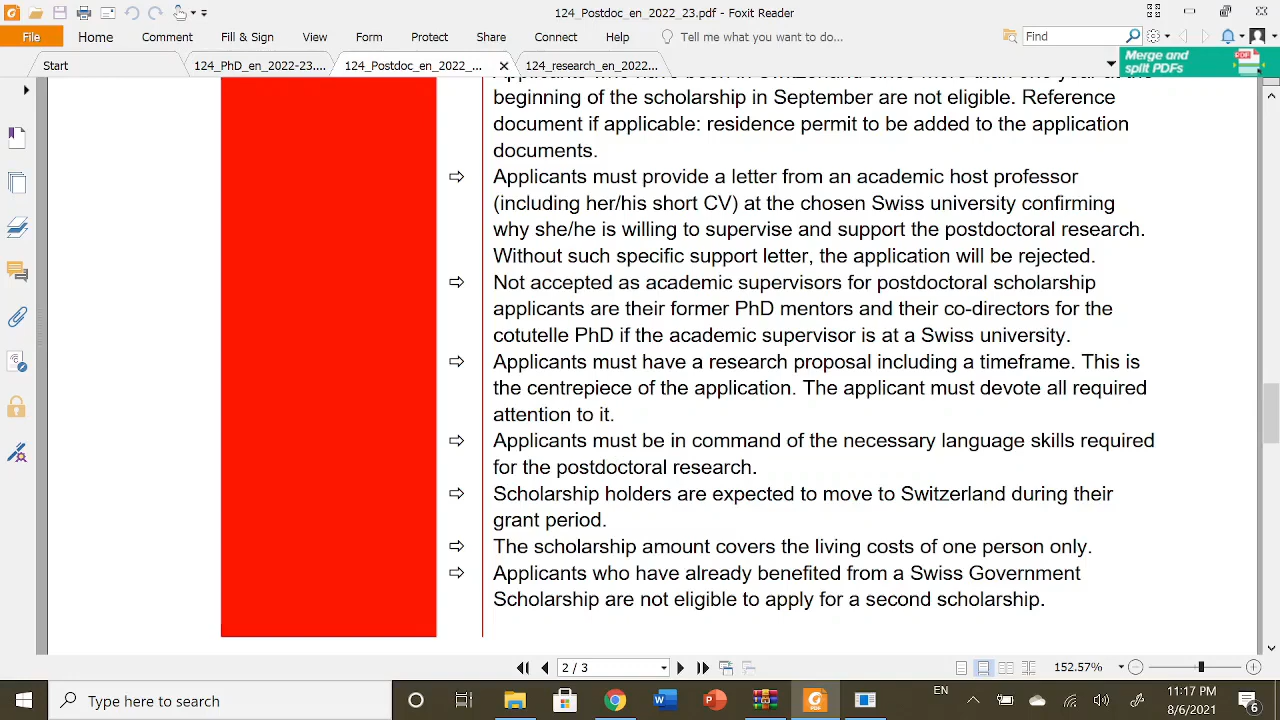 124_Postdoc_en_2022_23.pdf - Foxit Reader
File Home Comment Fill & Sign View Form Protect Share Connect Help Tell me what you want to do... Find
Start 124_PhD_en_2022-23.... 124_Postdoc_en_2022_... 124_research_en_2022...
Merge and
split PDFs
beginning of the scholarship in September are not eligible. Reference
document if applicable: residence permit to be added to the application
documents.
⇨ Applicants must provide a letter from an academic host professor
(including her/his short CV) at the chosen Swiss university confirming
why she/he is willing to supervise and support the postdoctoral research.
Without such specific support letter, the application will be rejected.
⇨ Not accepted as academic supervisors for postdoctoral scholarship
applicants are their former PhD mentors and their co-directors for the
cotutelle PhD if the academic supervisor is at a Swiss university.
⇨ Applicants must have a research proposal including a timeframe. This is
the centrepiece of the application. The applicant must devote all required
attention to it.
⇨ Applicants must be in command of the necessary language skills required
for the postdoctoral research.
⇨ Scholarship holders are expected to move to Switzerland during their
grant period.
⇨ The scholarship amount covers the living costs of one person only.
⇨ Applicants who have already benefited from a Swiss Government
Scholarship are not eligible to apply for a second scholarship.
2 / 3 152.57%
Type here to search EN 11:17 PM
8/6/2021 6